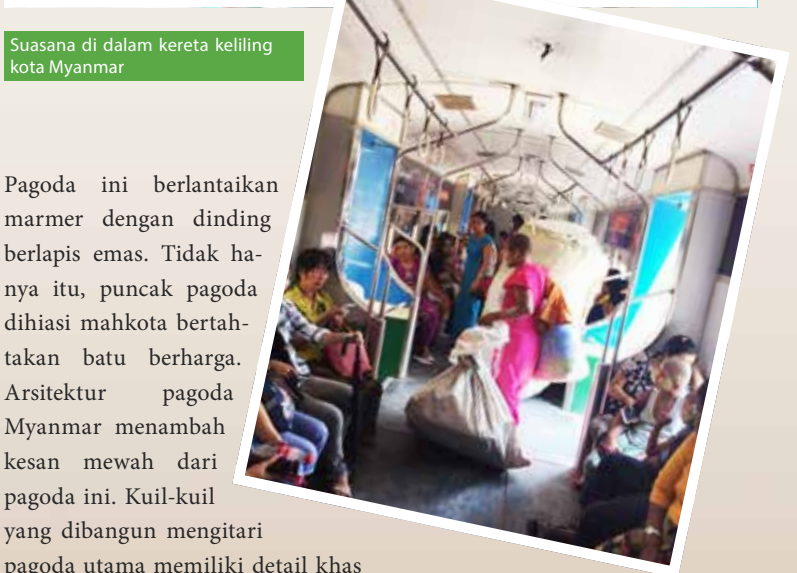 Suasana di dalam kereta keliling
kota Myanmar
Pagoda ini berlantaikan
marmer dengan dinding
berlapis emas. Tidak ha-
nya itu, puncak pagoda
dihiasi mahkota bertah-
takan batu berharga.
Arsitektur pagoda
Myanmar menambah
kesan mewah dari
pagoda ini. Kuil-kuil
yang dibangun mengitari
pagoda utama memiliki detail khas